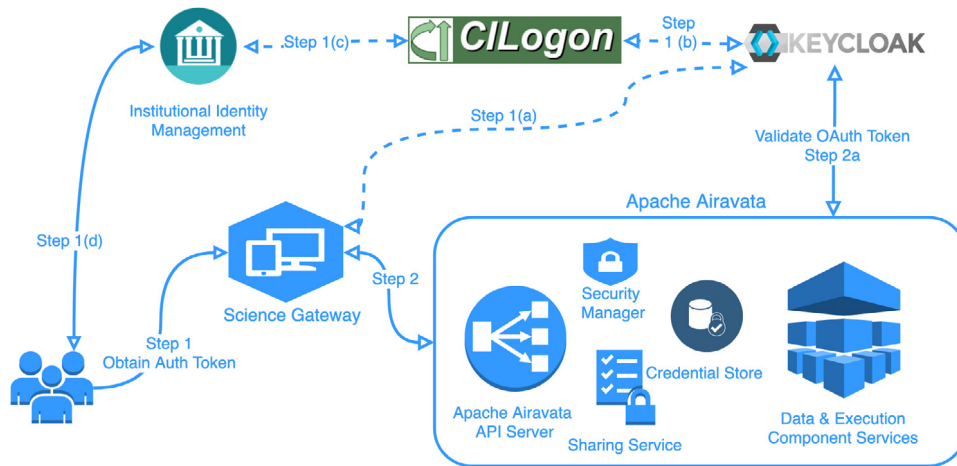 Step 1(c)
CILogon
Step
1 (b)
KEYCLOAK
Institutional Identity
Management
Step 1(a)
Validate OAuth Token
Step 2a
Apache Airavata
Step 1(d)
Step 2
Science Gateway
Security
Manager
Step 1
Obtain Auth Token
Credential Store
Apache Airavata
API Server
Sharing Service
Data & Execution
Component Services